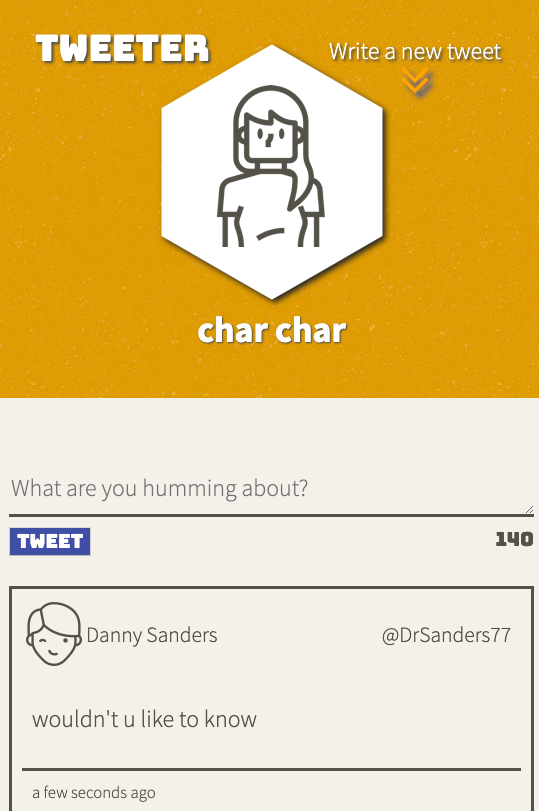 TWEETER
Write a new tweet
char char
What are you humming about?
TWEET
140
Danny Sanders
@DrSanders77
wouldn't u like to know
a few seconds ago